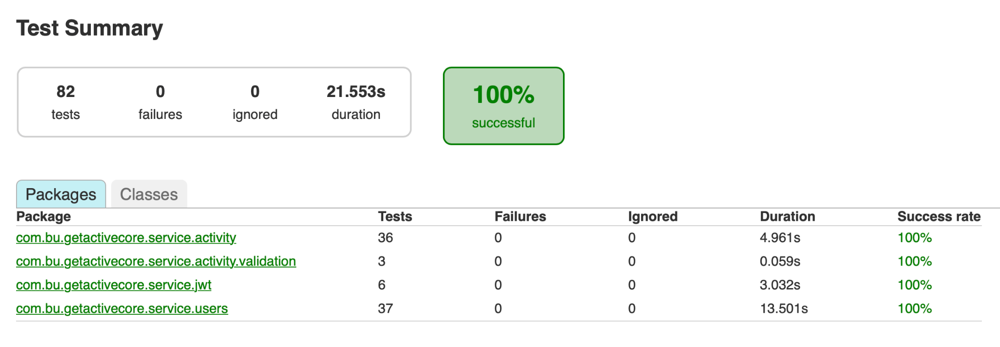 Test Summary
82 0 0 21.553s
tests failures ignored duration
100%
successful
Packages Classes
Package Tests Failures Ignored Duration Success rate
com.bu.getactivecore.service.activity 36 0 0 4.961s 100%
com.bu.getactivecore.service.activity.validation 3 0 0 0.059s 100%
com.bu.getactivecore.service.jwt 6 0 0 3.032s 100%
com.bu.getactivecore.service.users 37 0 0 13.501s 100%